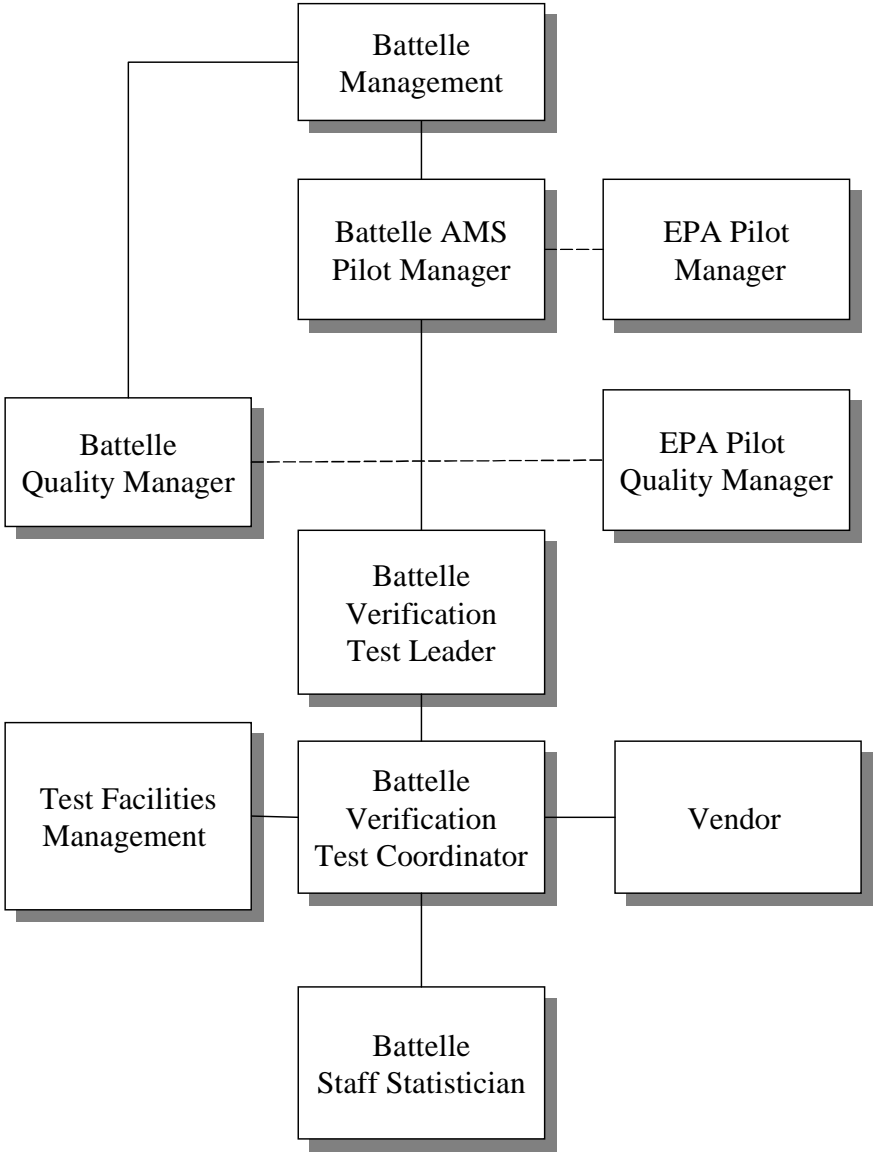 Battelle
Management
Battelle AMS
Pilot Manager
EPA Pilot
Manager
Battelle
Quality Manager
EPA Pilot
Quality Manager
Battelle
Verification
Test Leader
Test Facilities
Management
Battelle
Verification
Test Coordinator
Vendor
Battelle
Staff Statistician